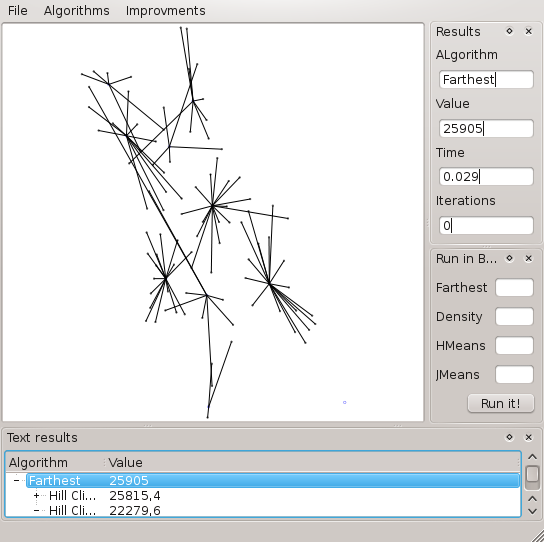 File Algorithms Improvments
Results
ALgorithm
Farthest
Value
25905
Time
0.029
Iterations
0
Run in B...
Farthest
Density
HMeans
JMeans
Run it!
Text results
Algorithm Value
Farthest 25905
Hill Cli... 25815,4
Hill Cli... 22279,6